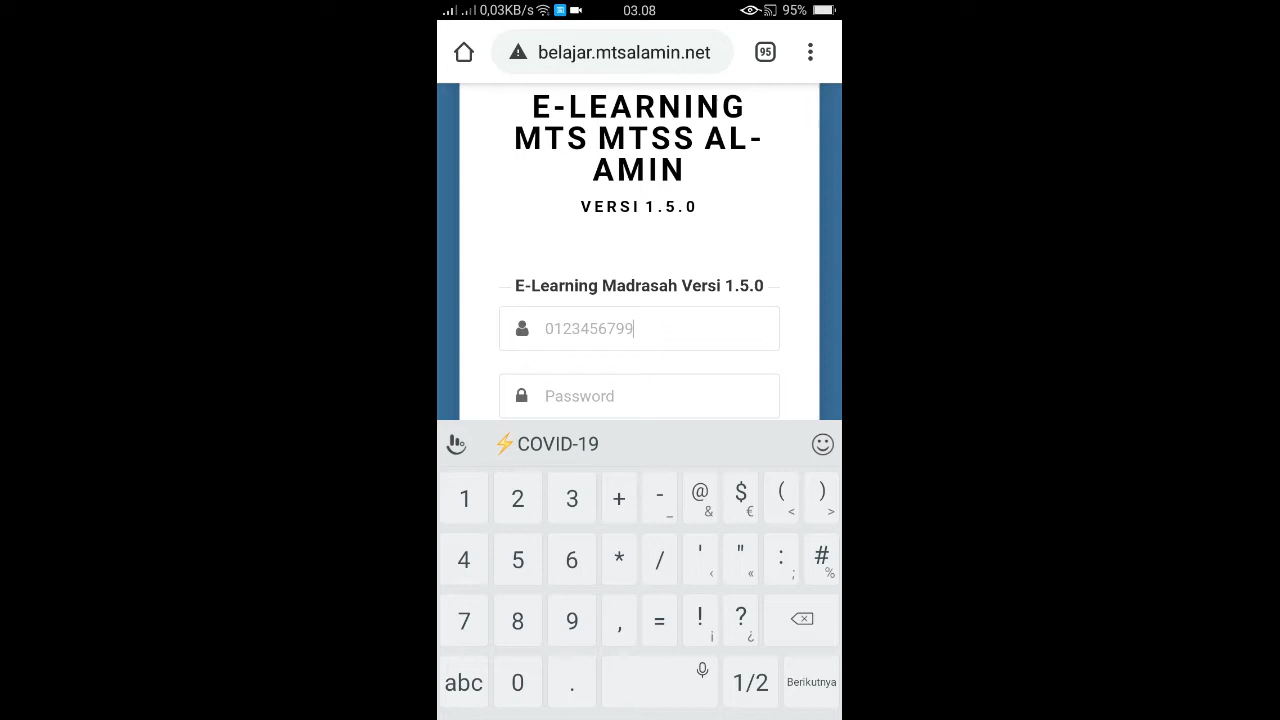 0,03KB/s 03.08 95%
belajar.mtsalamin.net 95
E-LEARNING
MTS MTSS AL-
AMIN
VERSI 1.5.0
E-Learning Madrasah Versi 1.5.0
0123456799
Password
⚡COVID-19
1 2 3 + - _ @ & $ € ( < ) >
4 5 6 * / ' ‹ " « : ; # %
7 8 9 , = ! ¡ ? ¿
abc 0 . 1/2 Berikutnya